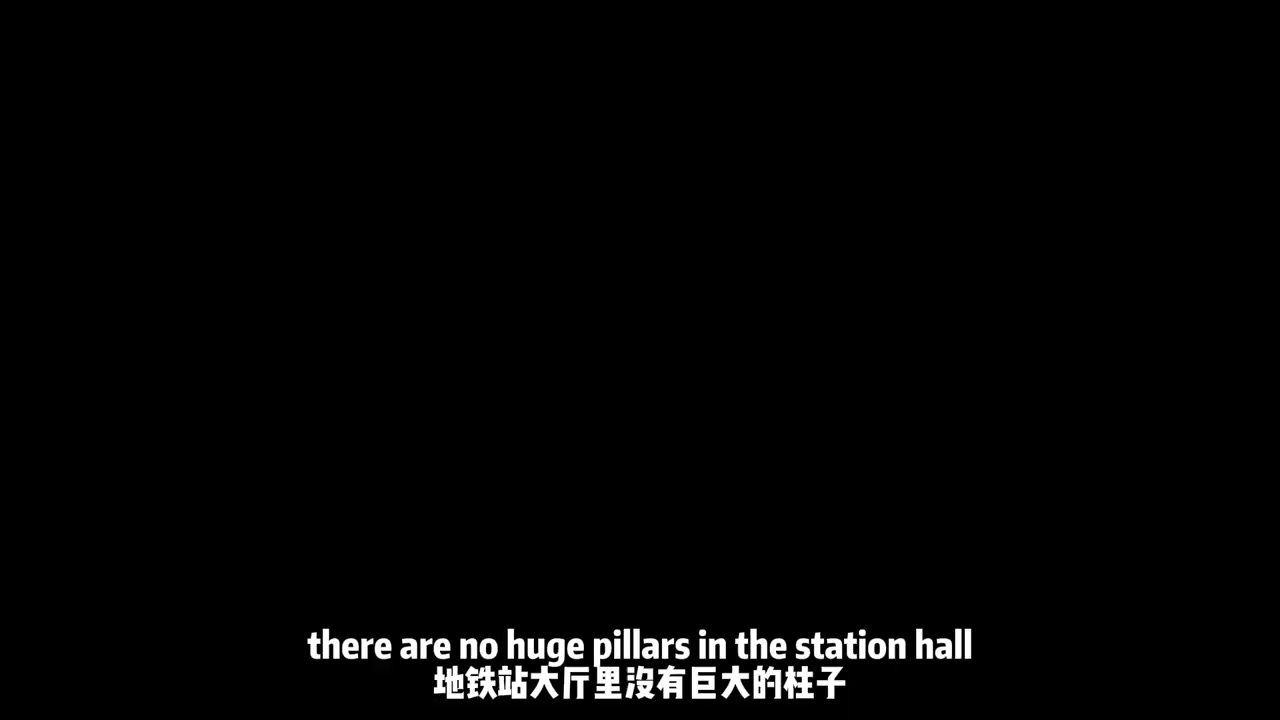 there are no huge pillars in the station hall
地铁站大厅里没有巨大的柱子